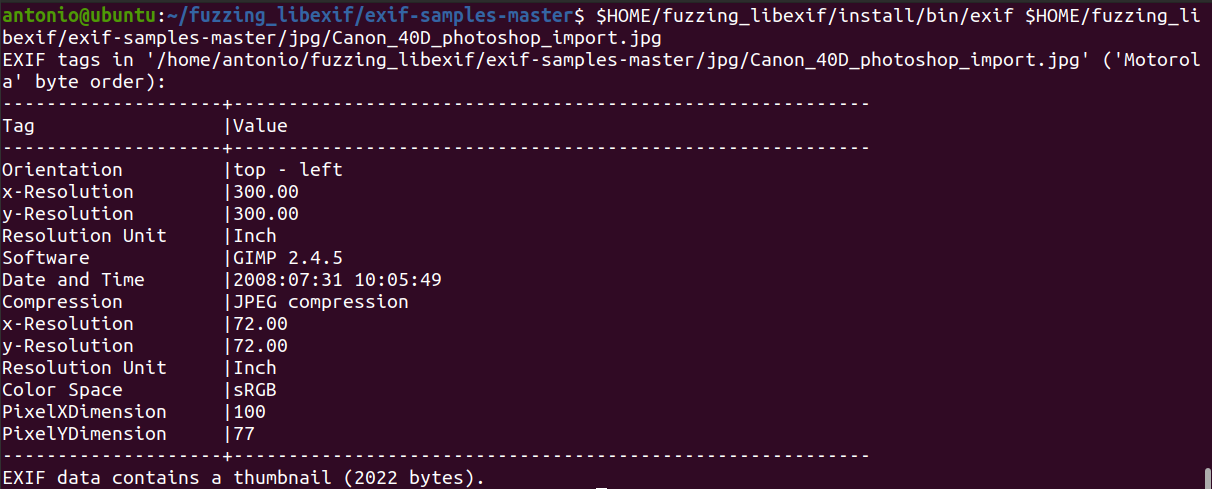 antonio@ubuntu:~/fuzzing_libexif/exif-samples-master$ $HOME/fuzzing_libexif/install/bin/exif $HOME/fuzzing_li
bexif/exif-samples-master/jpg/Canon_40D_photoshop_import.jpg
EXIF tags in '/home/antonio/fuzzing_libexif/exif-samples-master/jpg/Canon_40D_photoshop_import.jpg' ('Motorol
a' byte order):
--------------------+----------------------------------------------------------
Tag                 |Value
--------------------+----------------------------------------------------------
Orientation         |top - left
x-Resolution        |300.00
y-Resolution        |300.00
Resolution Unit     |Inch
Software            |GIMP 2.4.5
Date and Time       |2008:07:31 10:05:49
Compression         |JPEG compression
x-Resolution        |72.00
y-Resolution        |72.00
Resolution Unit     |Inch
Color Space         |sRGB
PixelXDimension     |100
PixelYDimension     |77
--------------------+----------------------------------------------------------
EXIF data contains a thumbnail (2022 bytes).